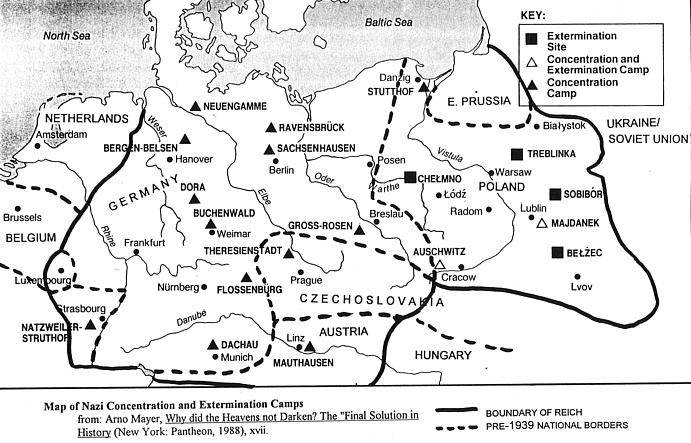 North Sea
Baltic Sea
KEY:
Extermination
Site
Concentration and
Extermination Camp
Concentration
Camp
Danzig
STUTTHOF
E. PRUSSIA
NETHERLANDS
NEUENGAMME
Amsterdam
Weser
RAVENSBRÜCK
Białystok
UKRAINE/
SOVIET UNION
BERGEN-BELSEN
Hanover
SACHSENHAUSEN
Berlin
Posen
Vistula
TREBLINKA
Warsaw
Oder
Warthe
CHEŁMNO
POLAND
GERMANY
DORA
Elbe
Łódź
SOBIBÓR
Brussels
BUCHENWALD
Breslau
Radom
Lublin
MAJDANEK
Weimar
GROSS-ROSEN
BELGIUM
Rhine
Frankfurt
THERESIENSTADT
AUSCHWITZ
BEŁŻEC
Luxembourg
Nürnberg
FLOSSENBURG
Prague
Cracow
Lvov
CZECHOSLOVAKIA
Strasbourg
NATZWEILER-
STRUTHOF
Danube
AUSTRIA
DACHAU
Munich
Linz
MAUTHAUSEN
HUNGARY
Map of Nazi Concentration and Extermination Camps
from: Arno Mayer, Why did the Heavens not Darken? The "Final Solution in
History (New York: Pantheon, 1988), xvii.
BOUNDARY OF REICH
PRE-1939 NATIONAL BORDERS